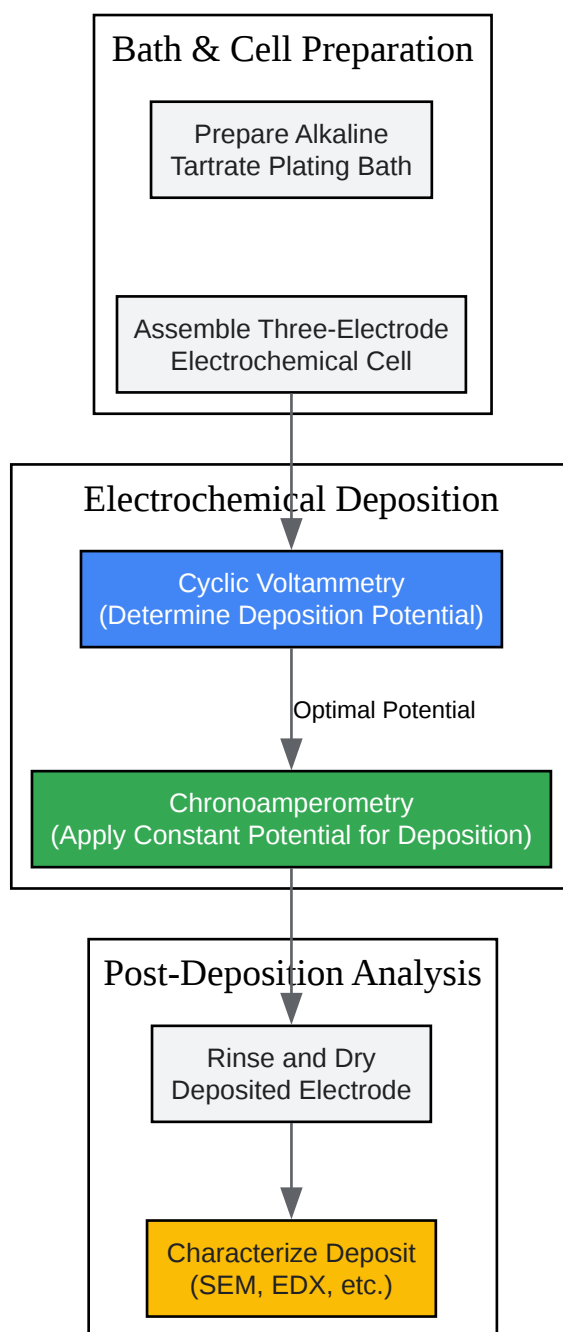 Bath & Cell Preparation
Prepare Alkaline
Tartrate Plating Bath
Assemble Three-Electrode
Electrochemical Cell
Electrochemical Deposition
Cyclic Voltammetry
(Determine Deposition Potential)
Optimal Potential
Chronoamperometry
(Apply Constant Potential for Deposition)
Post-Deposition Analysis
Rinse and Dry
Deposited Electrode
Characterize Deposit
(SEM, EDX, etc.)